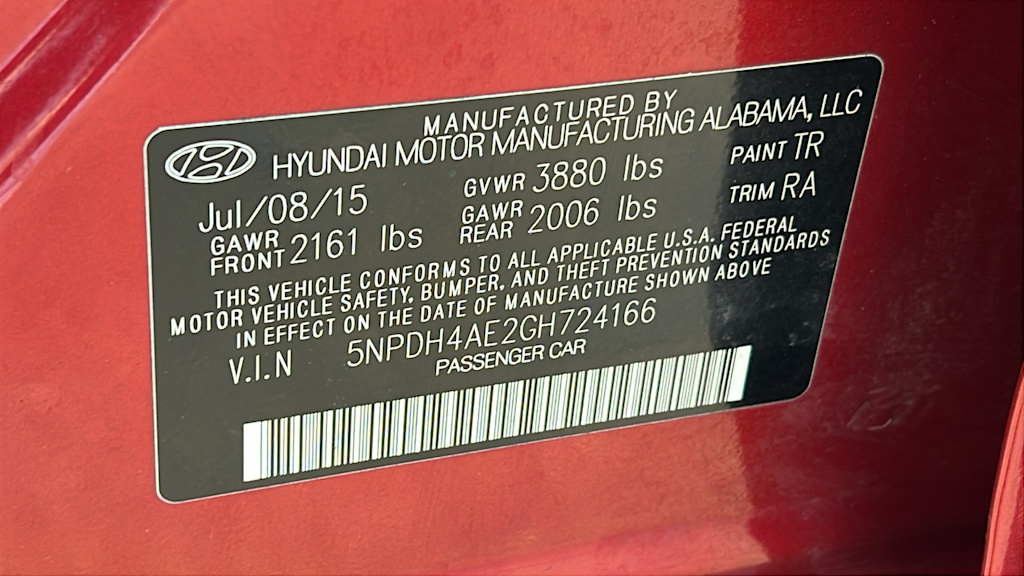 MANUFACTURED BY
HYUNDAI MOTOR MANUFACTURING ALABAMA, LLC
Jul/08/15 GVWR 3880 lbs PAINT TR
GAWR FRONT 2161 lbs GAWR REAR 2006 lbs TRIM RA
THIS VEHICLE CONFORMS TO ALL APPLICABLE U.S.A. FEDERAL
MOTOR VEHICLE SAFETY, BUMPER, AND THEFT PREVENTION STANDARDS
IN EFFECT ON THE DATE OF MANUFACTURE SHOWN ABOVE
V.I.N 5NPDH4AE2GH724166
PASSENGER CAR